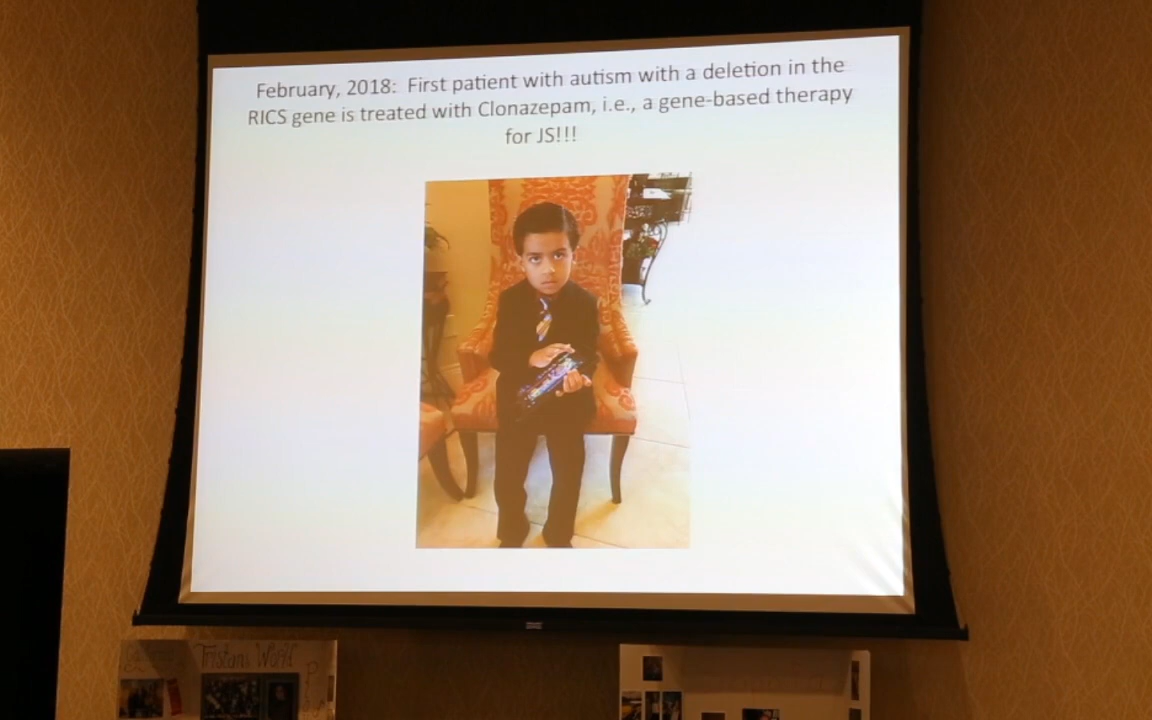 February, 2018:  First patient with autism with a deletion in the
RICS gene is treated with Clonazepam, i.e., a gene-based therapy
for JS!!!
Tristans World